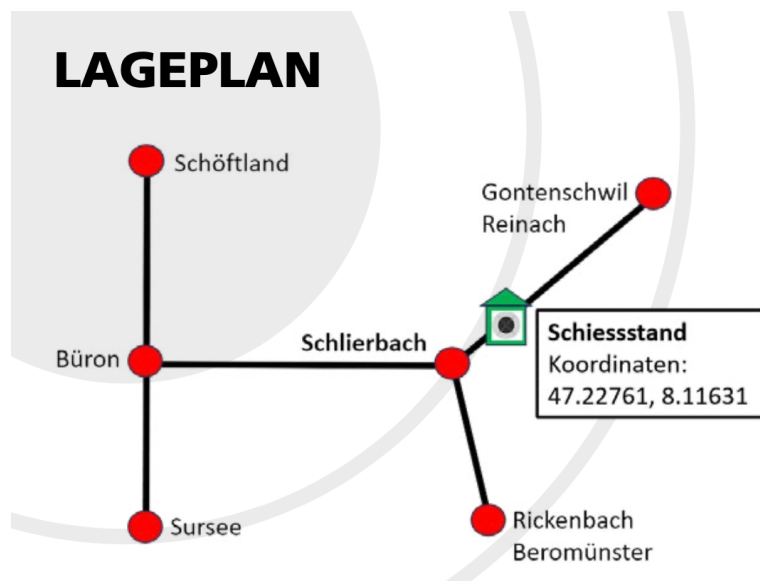 LAGEPLAN
Schöftland
Gontenschwil
Reinach
Schlierbach
Schiessstand
Koordinaten:
47.22761, 8.11631
Büron
Sursee
Rickenbach
Beromünster